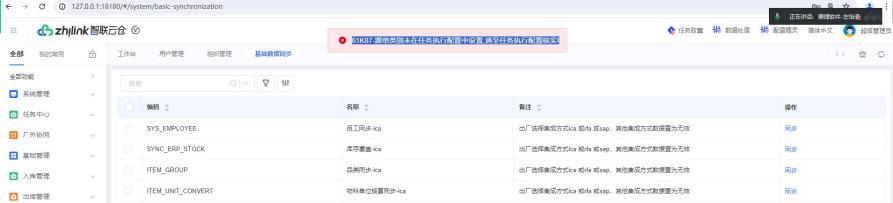 127.0.0.1:18180/#/system/basic-synchronization
正在讲话:
zhilink 智联云仓
61K87-源单类别未在任务执行配置中设置,请至任务执行配置核实!
任务数量 数据处理 配置精灵 简体中文 超级管理员
全部 我的常用 工作台 用户管理 组织管理 基础数据同步
全部功能
名称
系统管理
编码 名称 备注 操作
任务中心
SYS_EMPLOYEE 员工同步-ica 出厂选择集成方式ica 或rfa 或sap, 其他集成方式数据置为无效 同步
厂外协同
SYNC_ERP_STOCK 库存覆盖-ica 出厂选择集成方式ica 或rfa 或sap, 其他集成方式数据置为无效 同步
基础管理
ITEM_GROUP 品类同步-ica 出厂选择集成方式ica 或rfa 或sap, 其他集成方式数据置为无效 同步
入库管理
ITEM_UNIT_CONVERT 物料单位换算同步-ica 出厂选择集成方式ica 或rfa 或sap, 其他集成方式数据置为无效 同步
出库管理